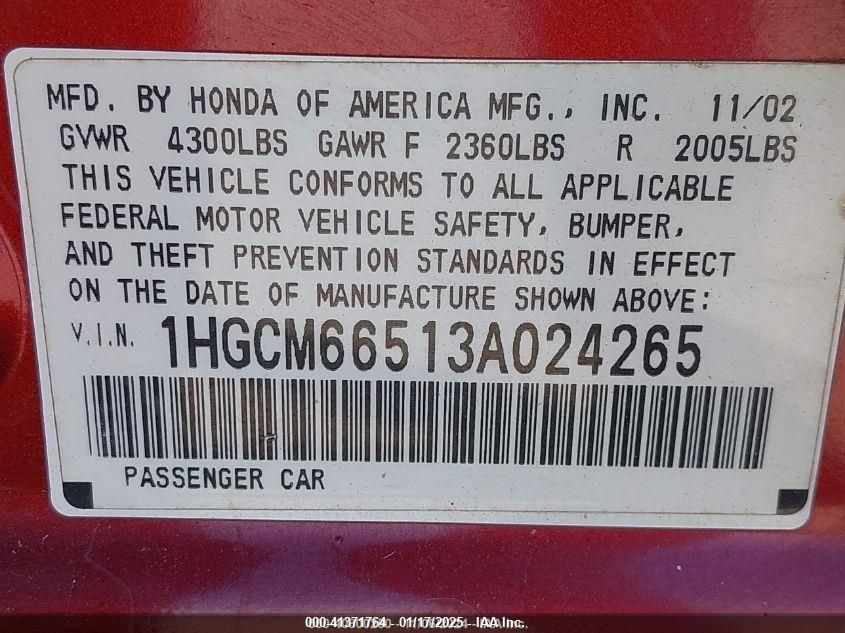 MFD. BY HONDA OF AMERICA MFG., INC. 11/02
GVWR 4300LBS GAWR F 2360LBS R 2005LBS
THIS VEHICLE CONFORMS TO ALL APPLICABLE
FEDERAL MOTOR VEHICLE SAFETY, BUMPER,
AND THEFT PREVENTION STANDARDS IN EFFECT
ON THE DATE OF MANUFACTURE SHOWN ABOVE:
V.I.N. 1HGCM66513A024265
PASSENGER CAR
000-41371764 - 01/17/2025 - IAA Inc.